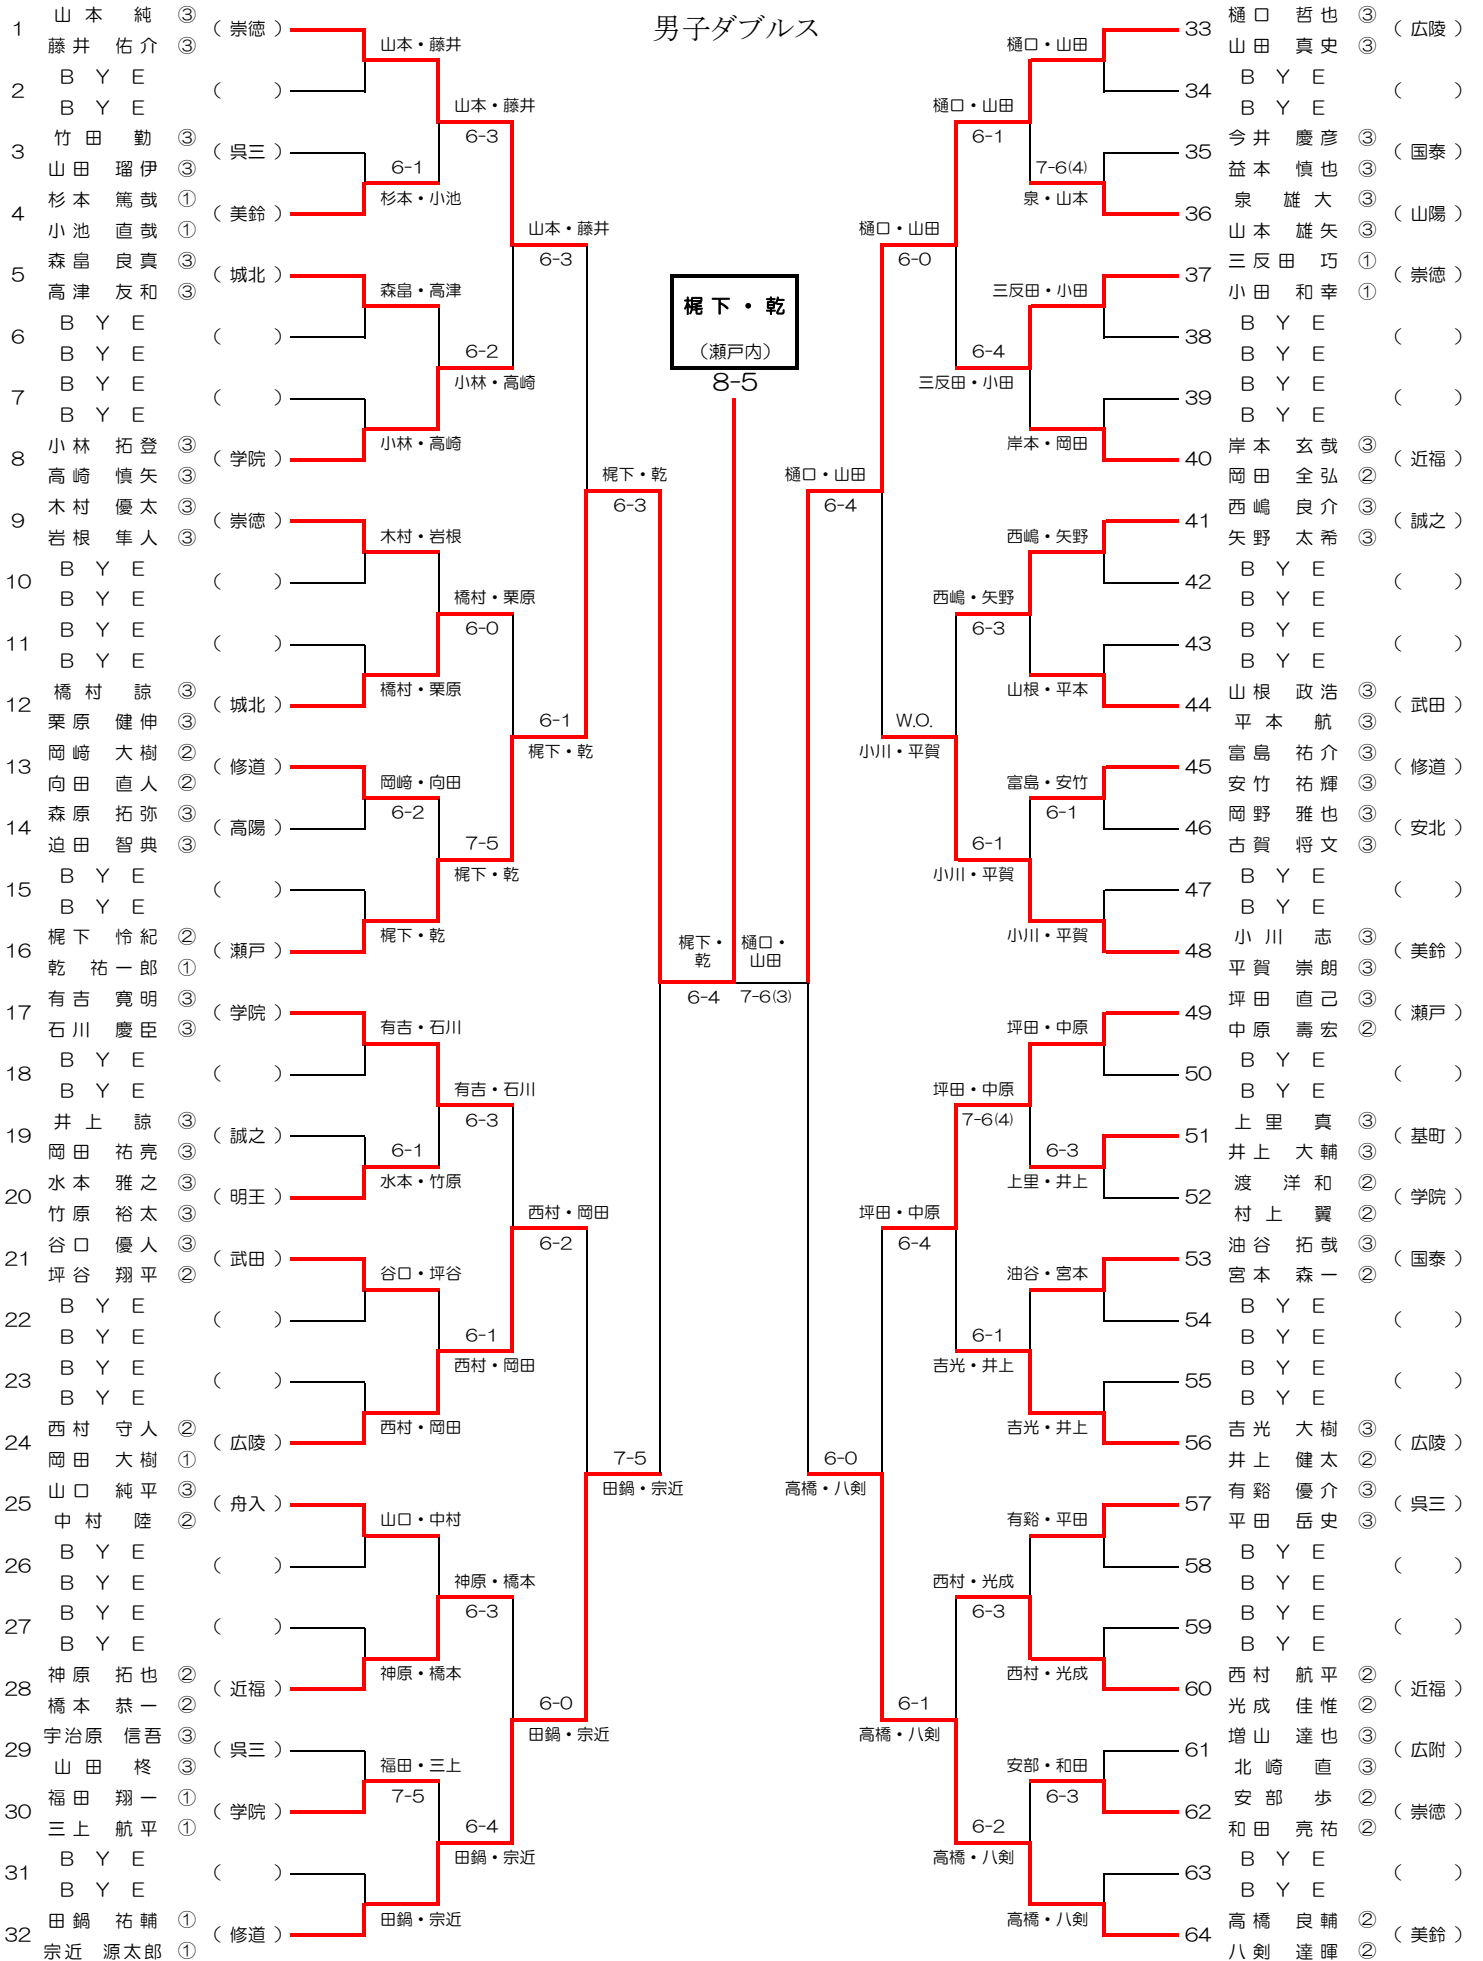 男子ダブルス
1 山本 純 ③ (崇徳)
藤井 佑介 ③
2 BYE ( )
BYE
3 竹田 勤 ③ (呉三)
山田 瑠伊 ③
4 杉本 篤哉 ① (美鈴)
小池 直哉 ①
5 森畠 良真 ③ (城北)
高津 友和 ③
6 BYE ( )
BYE
7 BYE ( )
BYE
8 小林 拓登 ③ (学院)
高崎 慎矢 ③
9 木村 優太 ③ (崇徳)
岩根 隼人 ③
10 BYE ( )
BYE
11 BYE ( )
BYE
12 橋村 諒 ③ (城北)
栗原 健伸 ③
13 岡﨑 大樹 ② (修道)
向田 直人 ②
14 森原 拓弥 ③ (高陽)
迫田 智典 ③
15 BYE ( )
BYE
16 梶下 怜紀 ② (瀬戸)
乾 祐一郎 ①
17 有吉 寛明 ③ (学院)
石川 慶臣 ③
18 BYE ( )
BYE
19 井上 諒 ③ (誠之)
岡田 祐亮 ③
20 水本 雅之 ③ (明王)
竹原 裕太 ③
21 谷口 優人 ③ (武田)
坪谷 翔平 ②
22 BYE ( )
BYE
23 BYE ( )
BYE
24 西村 守人 ② (広陵)
岡田 大樹 ①
25 山口 純平 ③ (舟入)
中村 陸 ②
26 BYE ( )
BYE
27 BYE ( )
BYE
28 神原 拓也 ② (近福)
橋本 恭一 ②
29 宇治原 信吾 ③ (呉三)
山田 柊 ③
30 福田 翔一 ① (学院)
三上 航平 ①
31 BYE ( )
BYE
32 田鍋 祐輔 ① (修道)
宗近 源太郎 ①
山本・藤井
6-1
杉本・小池
森畠・高津
小林・高崎
木村・岩根
橋村・栗原
岡﨑・向田
6-2
梶下・乾
有吉・石川
6-1
水本・竹原
谷口・坪谷
西村・岡田
山口・中村
神原・橋本
福田・三上
7-5
田鍋・宗近
山本・藤井
6-3
6-2
小林・高崎
橋村・栗原
6-0
7-5
梶下・乾
有吉・石川
6-3
6-1
西村・岡田
神原・橋本
6-3
6-4
田鍋・宗近
山本・藤井
6-3
6-1
梶下・乾
西村・岡田
6-2
6-0
田鍋・宗近
梶下・乾
6-3
7-5
田鍋・宗近
梶下・
乾
6-4
梶下・乾
(瀬戸内)
8-5
樋口・
山田
7-6(3)
樋口・山田
6-4
6-0
高橋・八剣
樋口・山田
6-0
W.O.
小川・平賀
坪田・中原
6-4
6-1
高橋・八剣
樋口・山田
6-1
6-4
三反田・小田
西嶋・矢野
6-3
6-1
小川・平賀
坪田・中原
7-6(4)
6-1
吉光・井上
西村・光成
6-3
6-2
高橋・八剣
樋口・山田
7-6(4)
泉・山本
三反田・小田
岸本・岡田
西嶋・矢野
山根・平本
富島・安竹
6-1
小川・平賀
坪田・中原
6-3
上里・井上
油谷・宮本
吉光・井上
有谿・平田
西村・光成
安部・和田
6-3
高橋・八剣
33 樋口 哲也 ③ (広陵)
山田 真史 ③
34 BYE ( )
BYE
35 今井 慶彦 ③ (国泰)
益本 慎也 ③
36 泉 雄大 ③ (山陽)
山本 雄矢 ③
37 三反田 巧 ① (崇徳)
小田 和幸 ①
38 BYE ( )
BYE
39 BYE ( )
BYE
40 岸本 玄哉 ③ (近福)
岡田 全弘 ②
41 西嶋 良介 ③ (誠之)
矢野 太希 ③
42 BYE ( )
BYE
43 BYE ( )
BYE
44 山根 政浩 ③ (武田)
平本 航 ③
45 富島 祐介 ③ (修道)
安竹 祐輝 ③
46 岡野 雅也 ③ (安北)
古賀 将文 ③
47 BYE ( )
BYE
48 小川 志 ③ (美鈴)
平賀 崇朗 ③
49 坪田 直己 ③ (瀬戸)
中原 壽宏 ②
50 BYE ( )
BYE
51 上里 真 ③ (基町)
井上 大輔 ③
52 渡 洋和 ② (学院)
村上 翼 ②
53 油谷 拓哉 ③ (国泰)
宮本 森一 ②
54 BYE ( )
BYE
55 BYE ( )
BYE
56 吉光 大樹 ③ (広陵)
井上 健太 ②
57 有谿 優介 ③ (呉三)
平田 岳史 ③
58 BYE ( )
BYE
59 BYE ( )
BYE
60 西村 航平 ② (近福)
光成 佳惟 ②
61 増山 達也 ③ (広附)
北崎 直 ③
62 安部 歩 ② (崇徳)
和田 亮祐 ②
63 BYE ( )
BYE
64 高橋 良輔 ② (美鈴)
八剣 達暉 ②